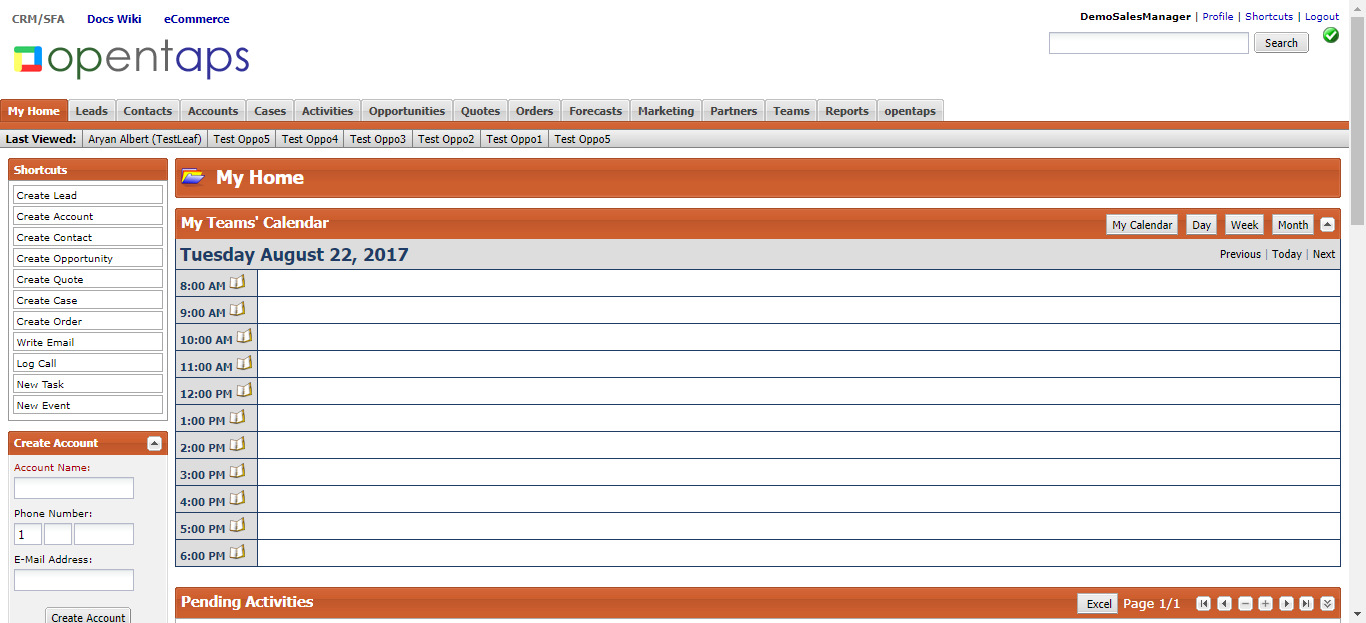 CRM/SFA Docs Wiki eCommerce
DemoSalesManager | Profile | Shortcuts | Logout
opentaps
Search
My Home Leads Contacts Accounts Cases Activities Opportunities Quotes Orders Forecasts Marketing Partners Teams Reports opentaps
Last Viewed: Aryan Albert (TestLeaf) Test Oppo5 Test Oppo4 Test Oppo3 Test Oppo2 Test Oppo1 Test Oppo5
Shortcuts
Create Lead
Create Account
Create Contact
Create Opportunity
Create Quote
Create Case
Create Order
Write Email
Log Call
New Task
New Event
Create Account
Account Name:
Phone Number:
1
E-Mail Address:
Create Account
My Home
My Teams' Calendar
My Calendar Day Week Month
Tuesday August 22, 2017
Previous | Today | Next
8:00 AM
9:00 AM
10:00 AM
11:00 AM
12:00 PM
1:00 PM
2:00 PM
3:00 PM
4:00 PM
5:00 PM
6:00 PM
Pending Activities
Excel Page 1/1